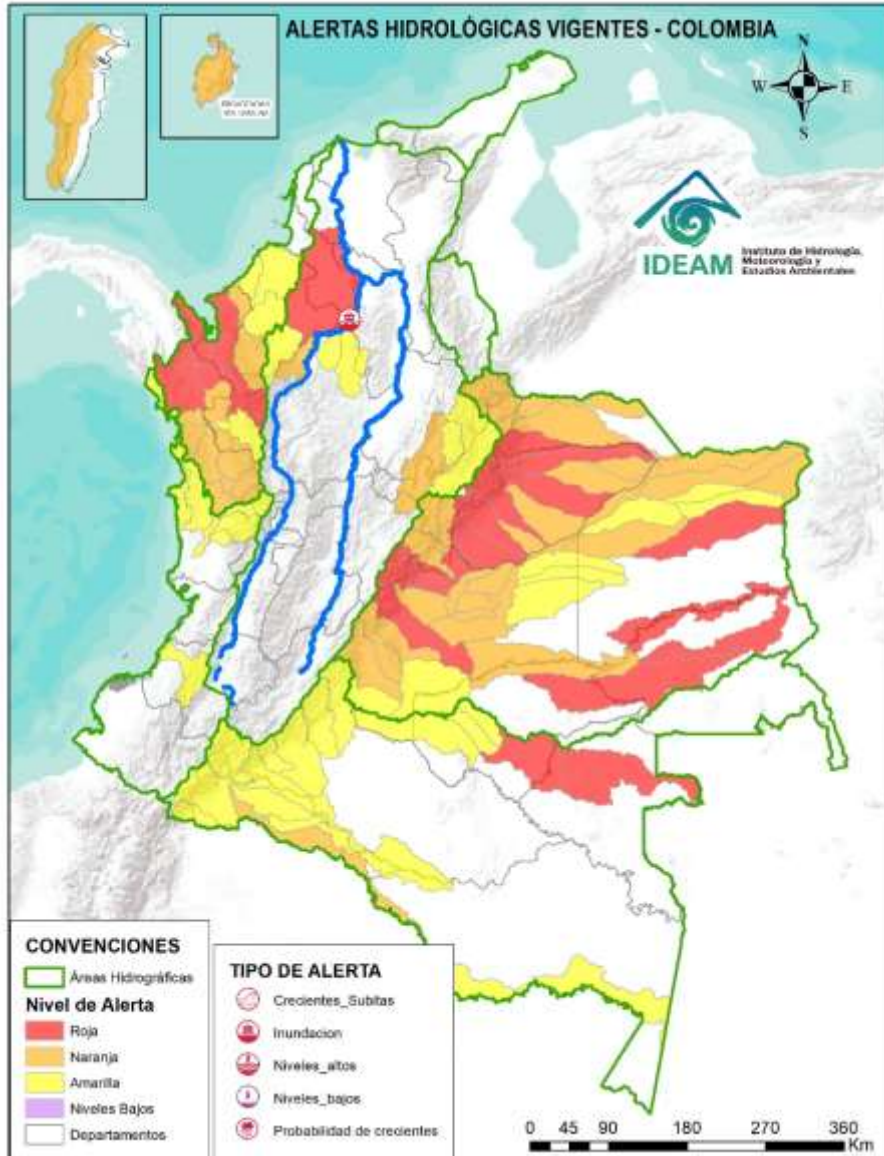 ALERTAS HIDROLÓGICAS VIGENTES - COLOMBIA
N
W
E
S
IDEAM
Instituto de Hidrología,
Meteorología y
Estudios Ambientales
CONVENCIONES
Áreas Hidrográficas
Nivel de Alerta
Roja
Naranja
Amarilla
Niveles Bajos
Departamentos
TIPO DE ALERTA
Crecientes_Subitas
Inundacion
Niveles_altos
Niveles_bajos
Probabilidad de crecientes
0 45 90 180 270 360
Km